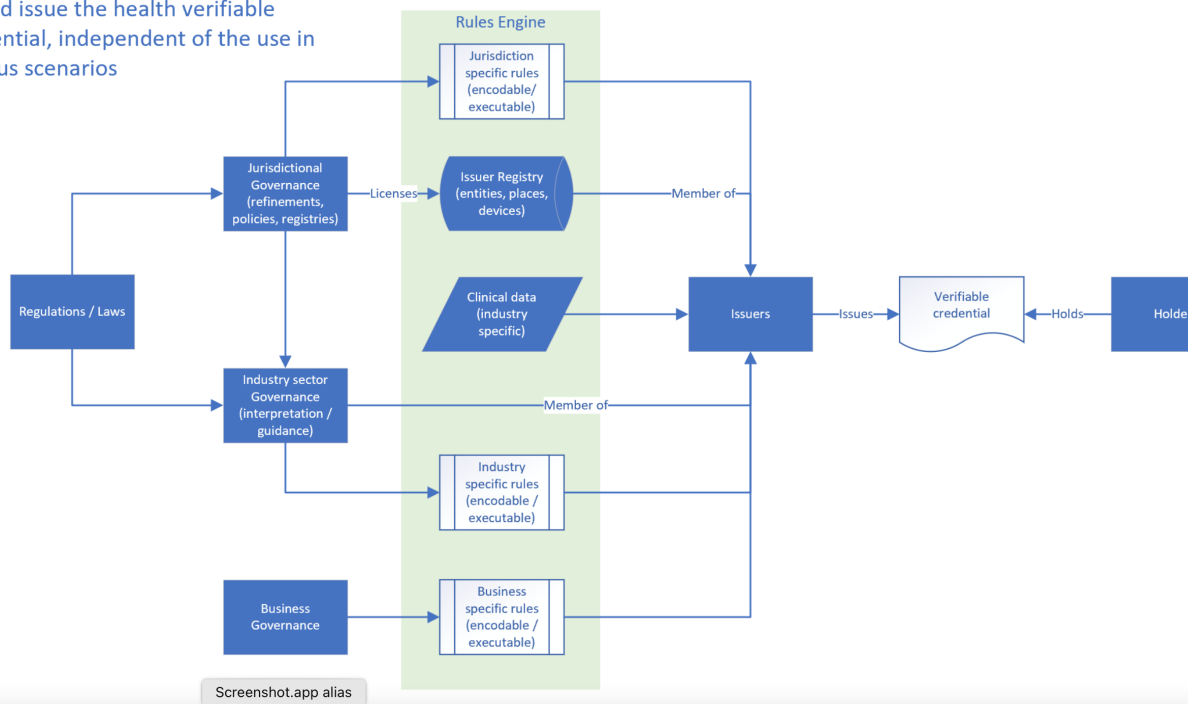 d issue the health verifiable
ential, independent of the use in
us scenarios
Rules Engine
Jurisdiction
specific rules
(encodable/
executable)
Jurisdictional
Governance
(refinements,
policies, registries)
Licenses
Issuer Registry
(entities, places,
devices)
Member of
Regulations / Laws
Clinical data
(industry
specific)
Issuers
Issues
Verifiable
credential
Holds
Holde
Industry sector
Governance
(interpretation /
guidance)
Member of
Industry
specific rules
(encodable /
executable)
Business
Governance
Business
specific rules
(encodable /
executable)
Screenshot.app alias